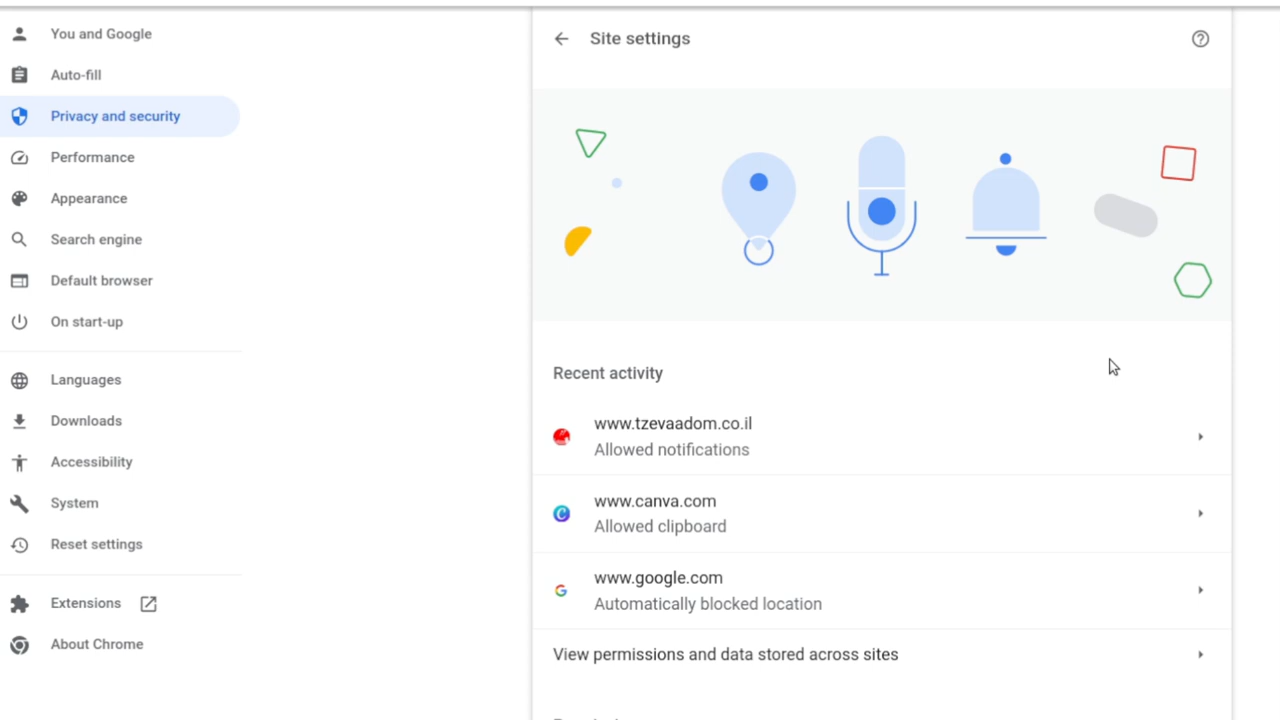 You and Google
Auto-fill
Privacy and security
Performance
Appearance
Search engine
Default browser
On start-up
Languages
Downloads
Accessibility
System
Reset settings
Extensions
About Chrome
Site settings
Recent activity
www.tzevaadom.co.il
Allowed notifications
www.canva.com
Allowed clipboard
www.google.com
Automatically blocked location
View permissions and data stored across sites